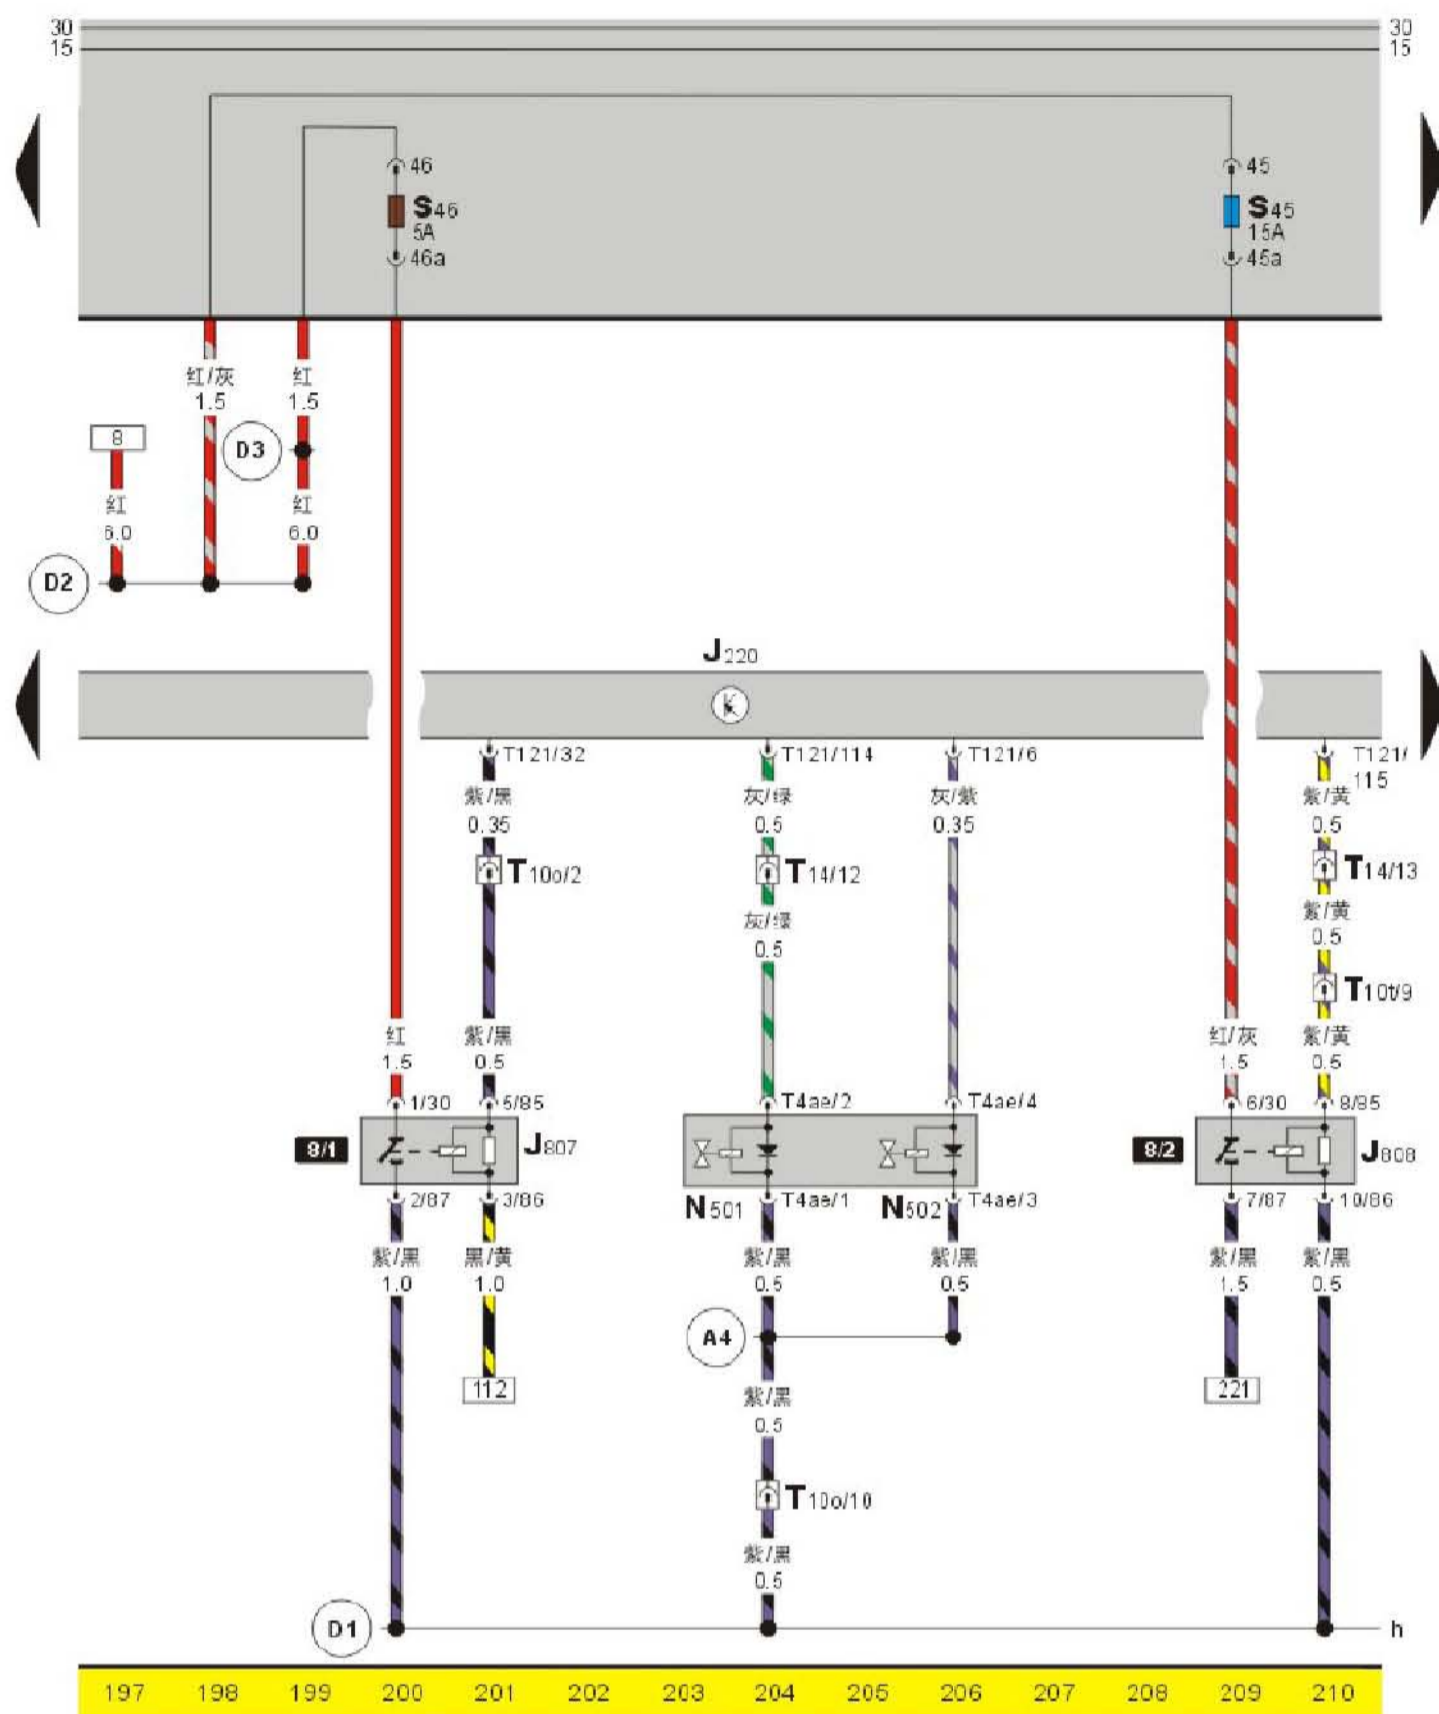 30 30
15 15
46 45
S46 S45
5A 15A
46a 45a
红/灰 红
1.5 1.5
8 D3
红 红
6.0 6.0
D2
J220
K
T121/32 T121/114 T121/6 T121/
115
紫/黑 灰/绿 灰/紫 紫/黄
0.35 0.5 0.35 0.5
T10o/2 T14/12 T14/13
灰/绿 紫/黄
0.5 0.5
T10t/9
红 紫/黑 红/灰 紫/黄
1.5 0.5 1.5 0.5
1/30 5/85 T4ae/2 T4ae/4 6/30 8/85
8/1 J807 8/2 J808
2/87 3/86 N501 T4ae/1 N502 T4ae/3 7/87 10/86
紫/黑 黑/黄 紫/黑 紫/黑 紫/黑 紫/黑
1.0 1.0 0.5 0.5 1.5 0.5
A4
112 221
紫/黑
0.5
T10o/10
紫/黑
0.5
D1 h
197 198 199 200 201 202 203 204 205 206 207 208 209 210